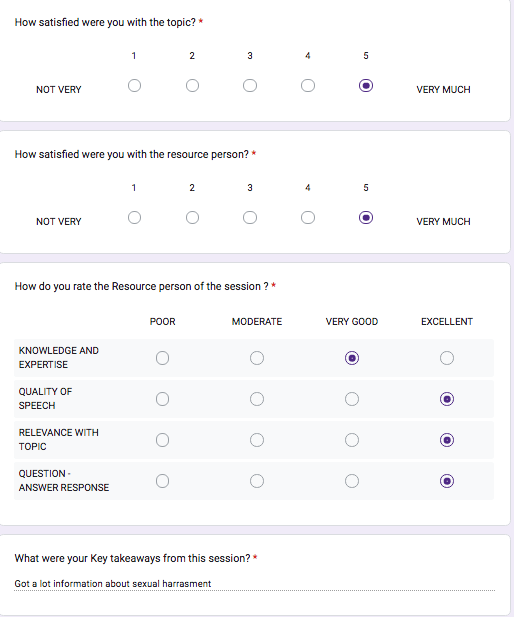 How satisfied were you with the topic? *
1 2 3 4 5
NOT VERY VERY MUCH
How satisfied were you with the resource person? *
1 2 3 4 5
NOT VERY VERY MUCH
How do you rate the Resource person of the session ? *
POOR MODERATE VERY GOOD EXCELLENT
KNOWLEDGE AND
EXPERTISE
QUALITY OF
SPEECH
RELEVANCE WITH
TOPIC
QUESTION -
ANSWER RESPONSE
What were your Key takeaways from this session? *
Got a lot information about sexual harrasment